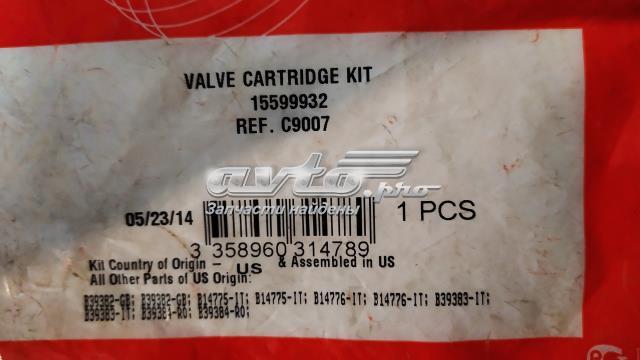 VALVE CARTRIDGE KIT
15599932
REF. C9007
avto.pro
Запчасти найдены
05/23/14
1 PCS
3 358960 314789
Kit Country of Origin - US & Assembled in US
All Other Parts of US Origin:
B39382-GB; B39382-GB; B14775-IT; B14775-IT; B14776-IT; B14776-IT; B39383-IT;
B39383-IT; B39384-RO; B39384-RO;